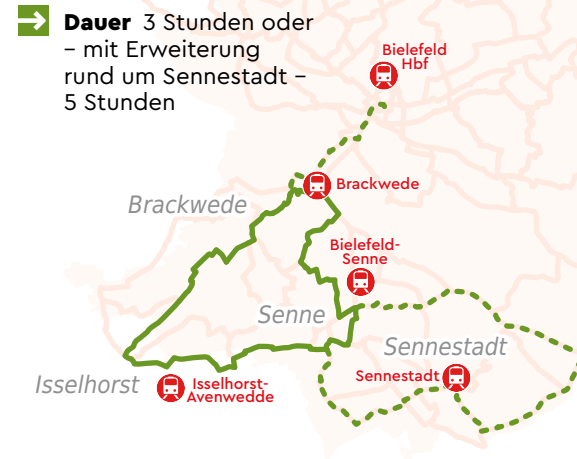 Dauer 3 Stunden oder
– mit Erweiterung
rund um Sennestadt –
5 Stunden
Bielefeld
Hbf
Brackwede
Brackwede
Bielefeld-
Senne
Senne
Sennestadt
Sennestadt
Isselhorst
Isselhorst-
Avenwedde